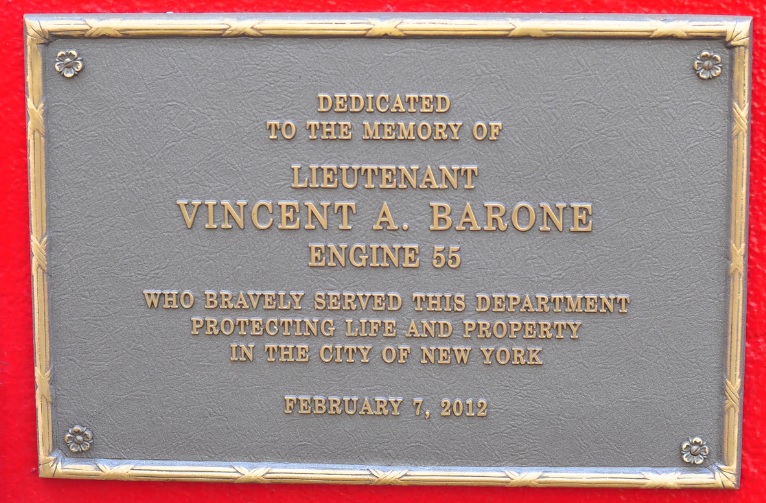 DEDICATED
TO THE MEMORY OF
LIEUTENANT
VINCENT A. BARONE
ENGINE 55
WHO BRAVELY SERVED THIS DEPARTMENT
PROTECTING LIFE AND PROPERTY
IN THE CITY OF NEW YORK
FEBRUARY 7, 2012